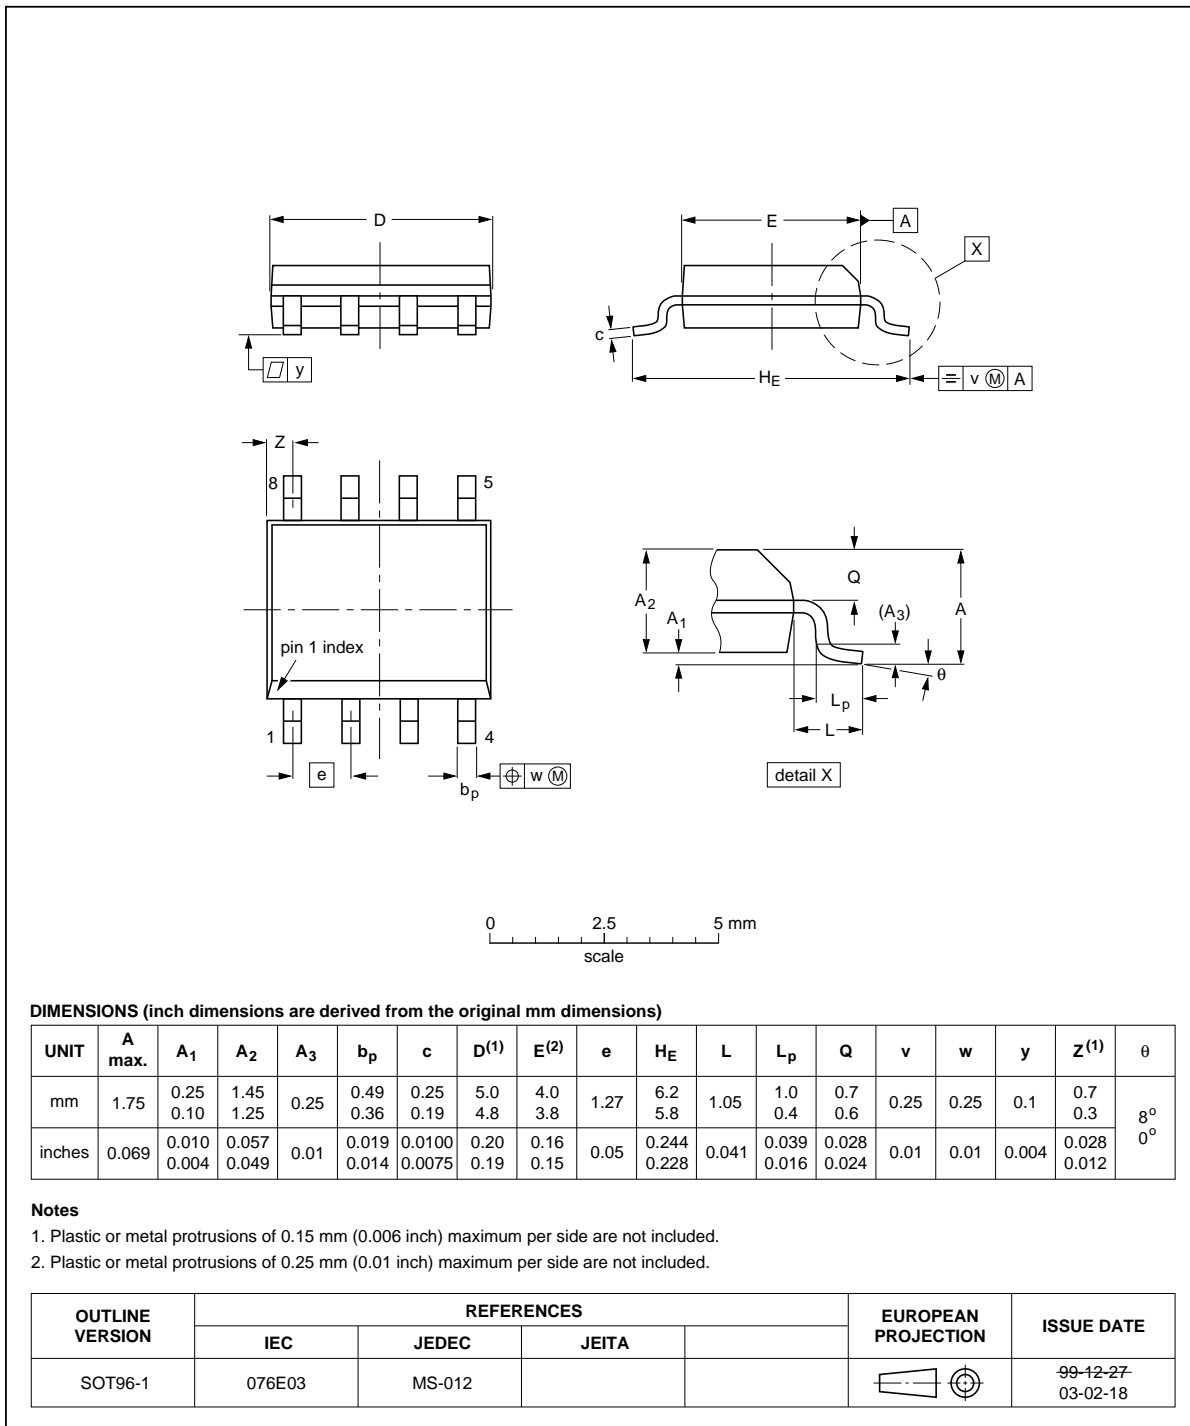 D
E
A
X
c
y
HE
= v M A
Z
8
5
pin 1 index
1
4
e
bp
w M
Q
A2
A1
(A3)
A
θ
Lp
L
detail X
0 2.5 5 mm
scale
DIMENSIONS (inch dimensions are derived from the original mm dimensions)
UNIT A max. A1 A2 A3 bp c D(1) E(2) e HE L Lp Q v w y Z(1) θ
mm 1.75 0.25 0.10 1.45 1.25 0.25 0.49 0.36 0.25 0.19 5.0 4.8 4.0 3.8 1.27 6.2 5.8 1.05 1.0 0.4 0.7 0.6 0.25 0.25 0.1 0.7 0.3 8° 0°
inches 0.069 0.010 0.004 0.057 0.049 0.01 0.019 0.014 0.0100 0.0075 0.20 0.19 0.16 0.15 0.05 0.244 0.228 0.041 0.039 0.016 0.028 0.024 0.01 0.01 0.004 0.028 0.012
Notes
1. Plastic or metal protrusions of 0.15 mm (0.006 inch) maximum per side are not included.
2. Plastic or metal protrusions of 0.25 mm (0.01 inch) maximum per side are not included.
OUTLINE VERSION REFERENCES EUROPEAN PROJECTION ISSUE DATE
IEC JEDEC JEITA
SOT96-1 076E03 MS-012 99-12-27
03-02-18